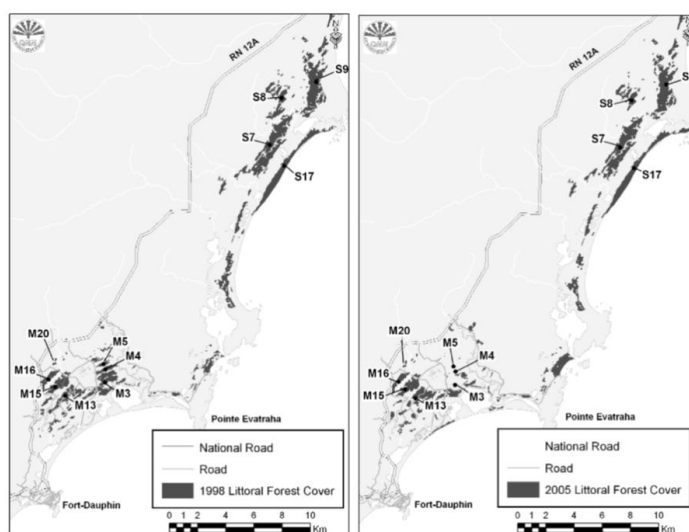 RN 12A
S9
S8
S7
S17
M20
M5
M4
M16
M15
M13
M3
Pointe Evatraha
National Road
Road
1998 Littoral Forest Cover
Fort-Dauphin
0 1 2 4 6 8 10
Km
RN 12A
S
S8
S7
S17
M20
M5
M4
M16
M15
M13
M3
Pointe Evatraha
National Road
Road
2005 Littoral Forest Cover
Fort-Dauphin
0 1 2 4 6 8 10
Km